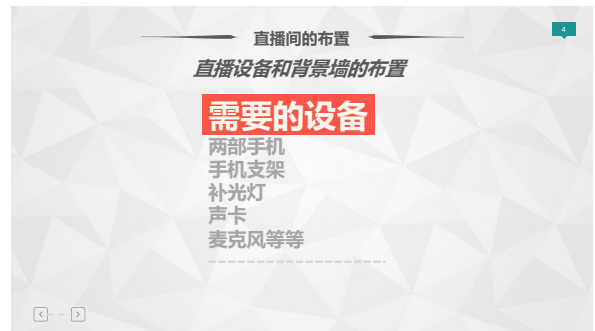 直播间的布置
4
直播设备和背景墙的布置
需要的设备
两部手机
手机支架
补光灯
声卡
麦克风等等